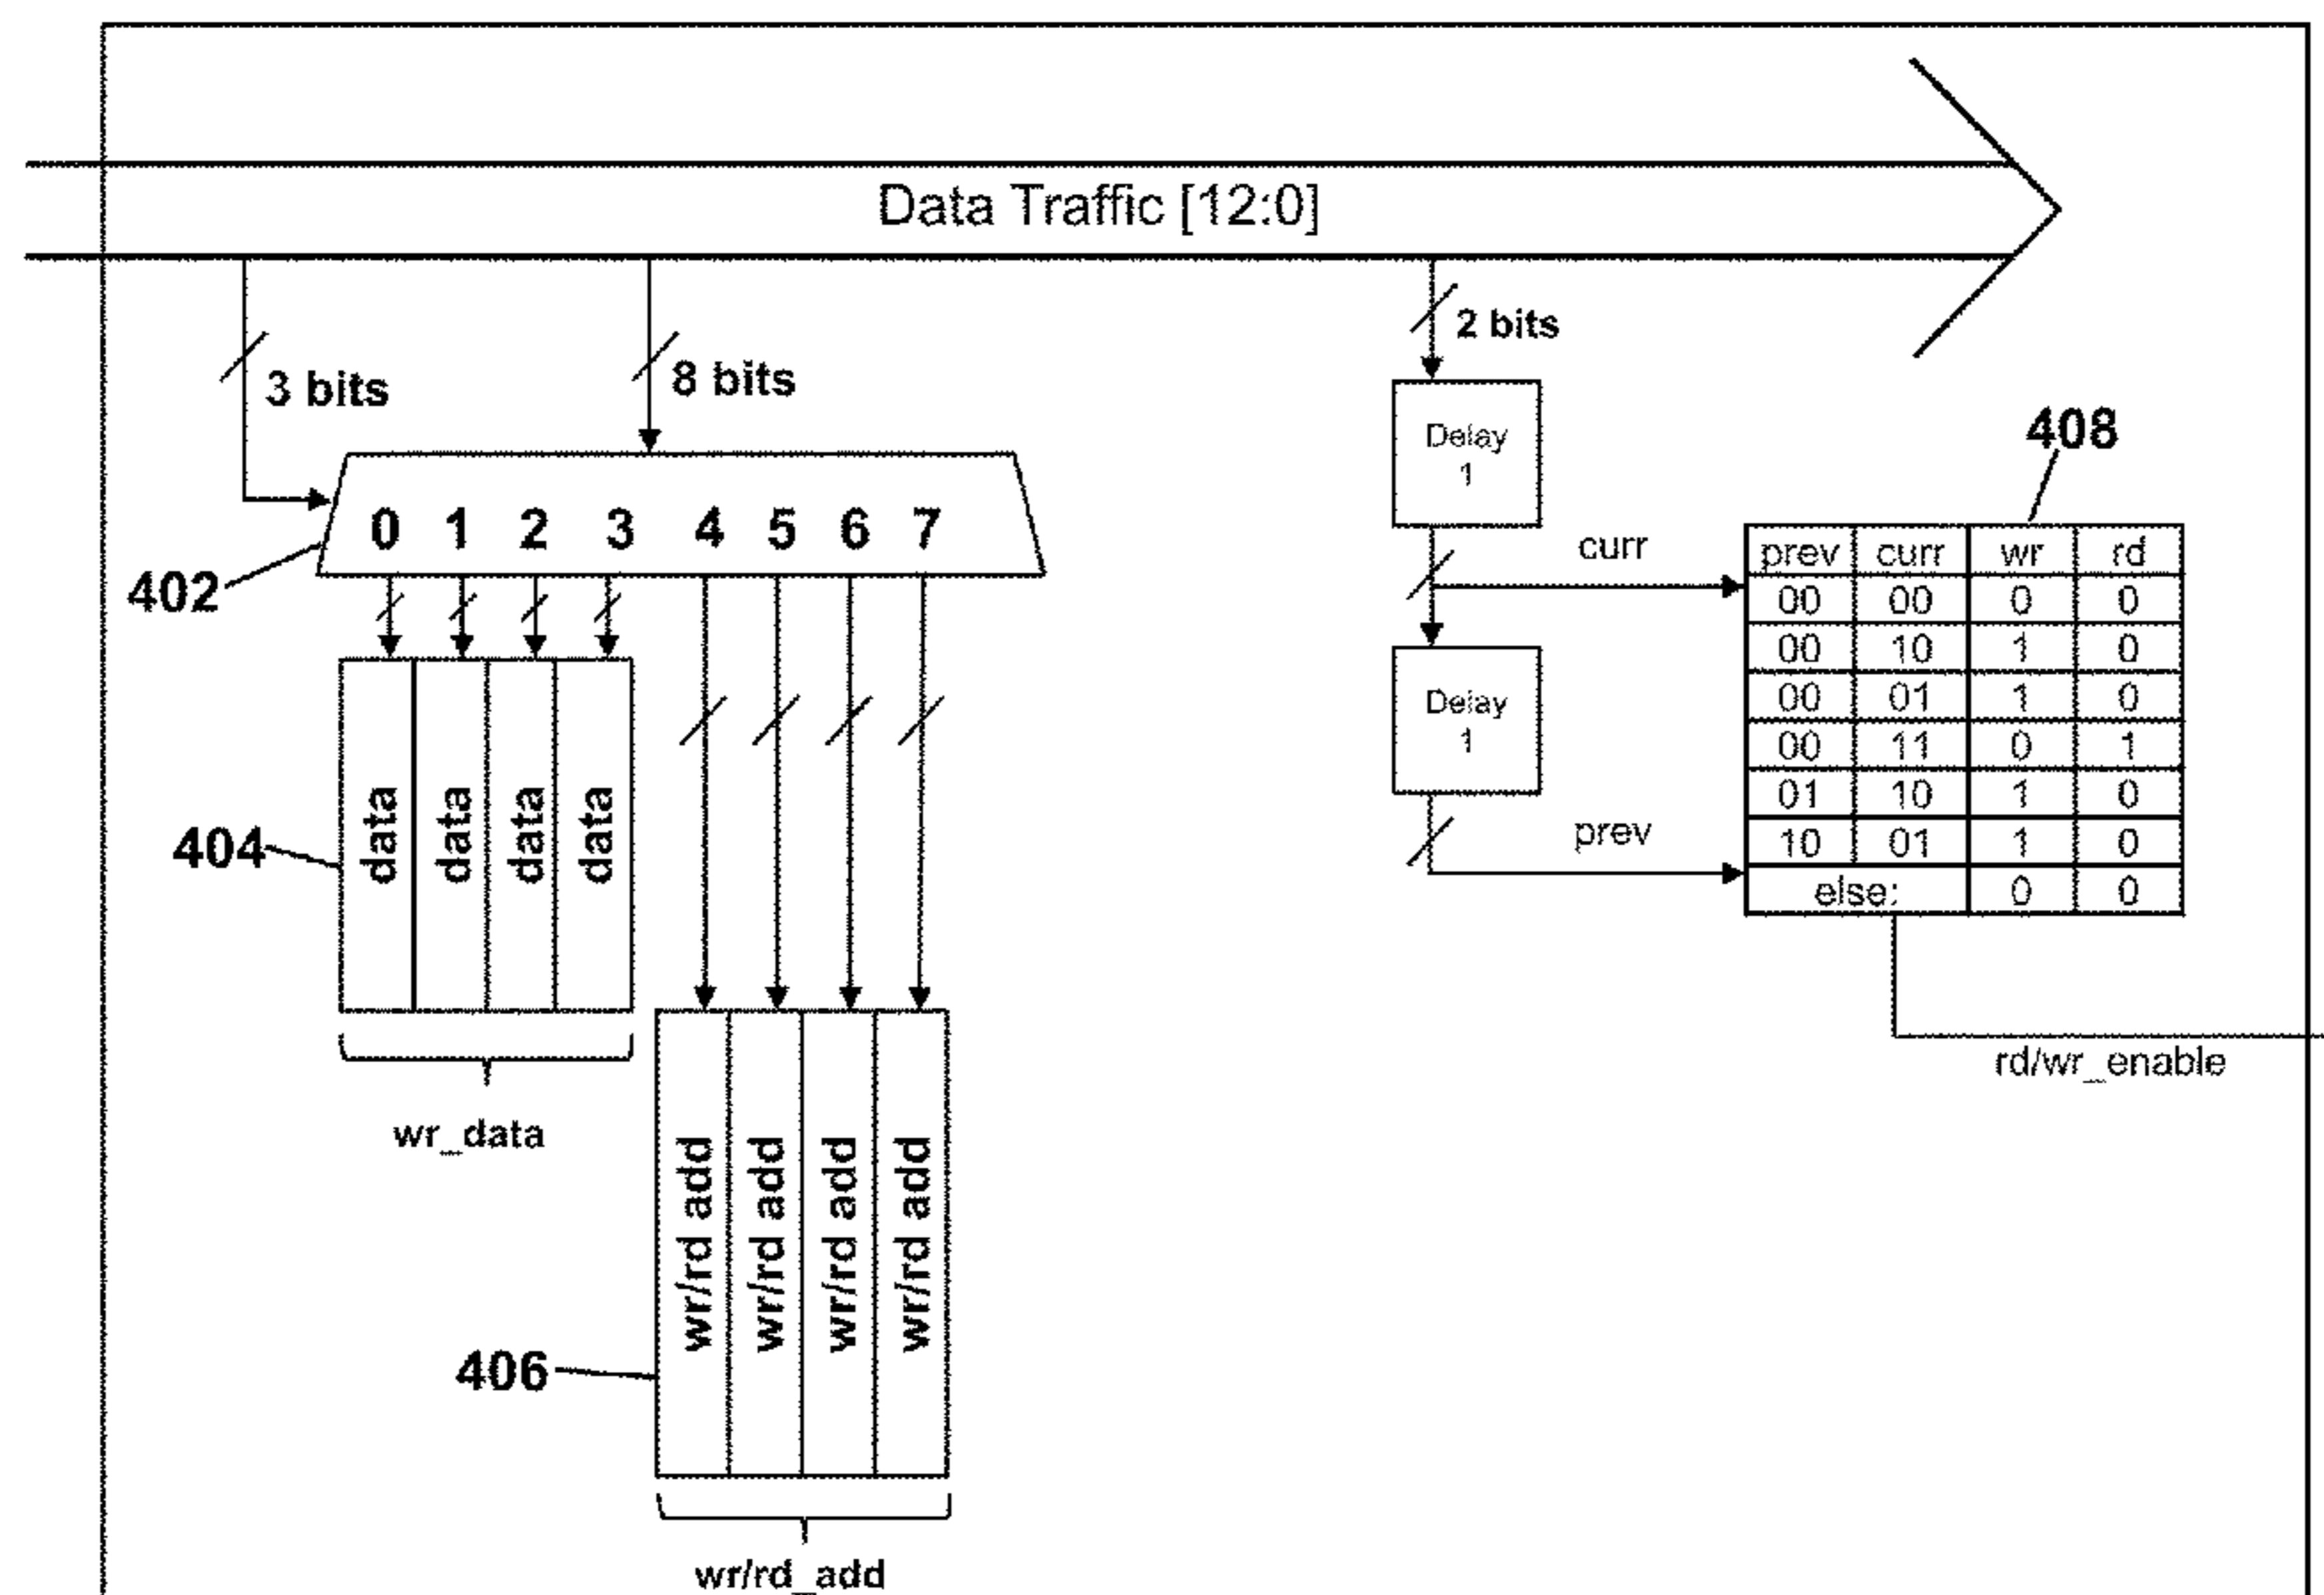 Data Traffic [12:0]
3 bits
8 bits
2 bits
0 1 2 3 4 5 6 7
402
data data data data
404
wr_data
wr/rd add wr/rd add wr/rd add wr/rd add
406
wr/rd_add
Delay
1
curr
Delay
1
prev
408
prev curr wr rd
00 00 0 0
00 10 1 0
00 01 1 0
00 11 0 1
01 10 1 0
10 01 1 0
else: 0 0
rd/wr_enable